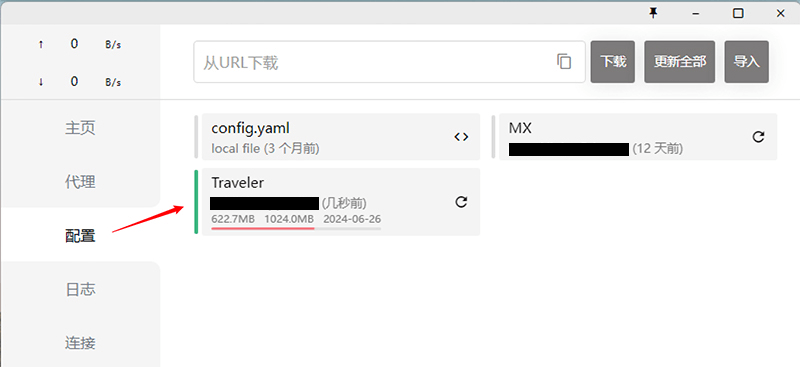 ↑ 0 B/s
↓ 0 B/s
从URL下载
下载
更新全部
导入
主页
代理
配置
日志
连接
config.yaml
local file (3 个月前)
MX
(12 天前)
Traveler
(几秒前)
622.7MB 1024.0MB 2024-06-26